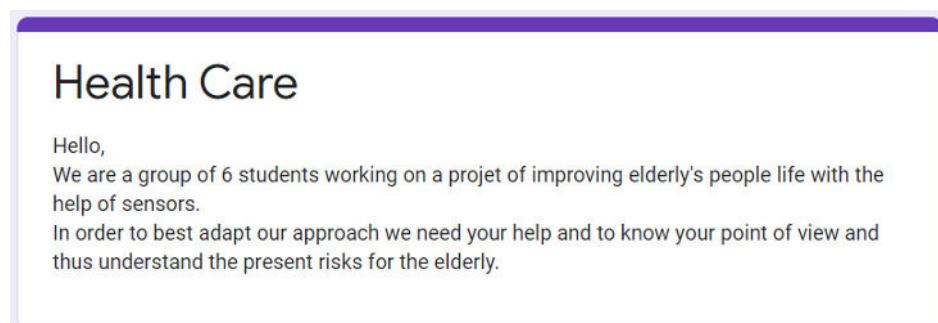 Health Care
Hello,
We are a group of 6 students working on a projet of improving elderly's people life with the
help of sensors.
In order to best adapt our approach we need your help and to know your point of view and
thus understand the present risks for the elderly.